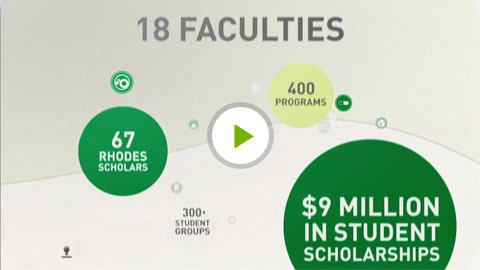 18 FACULTIES
400
PROGRAMS
67
RHODES
SCHOLARS
300+
STUDENT
GROUPS
$9 MILLION
IN STUDENT
SCHOLARSHIPS